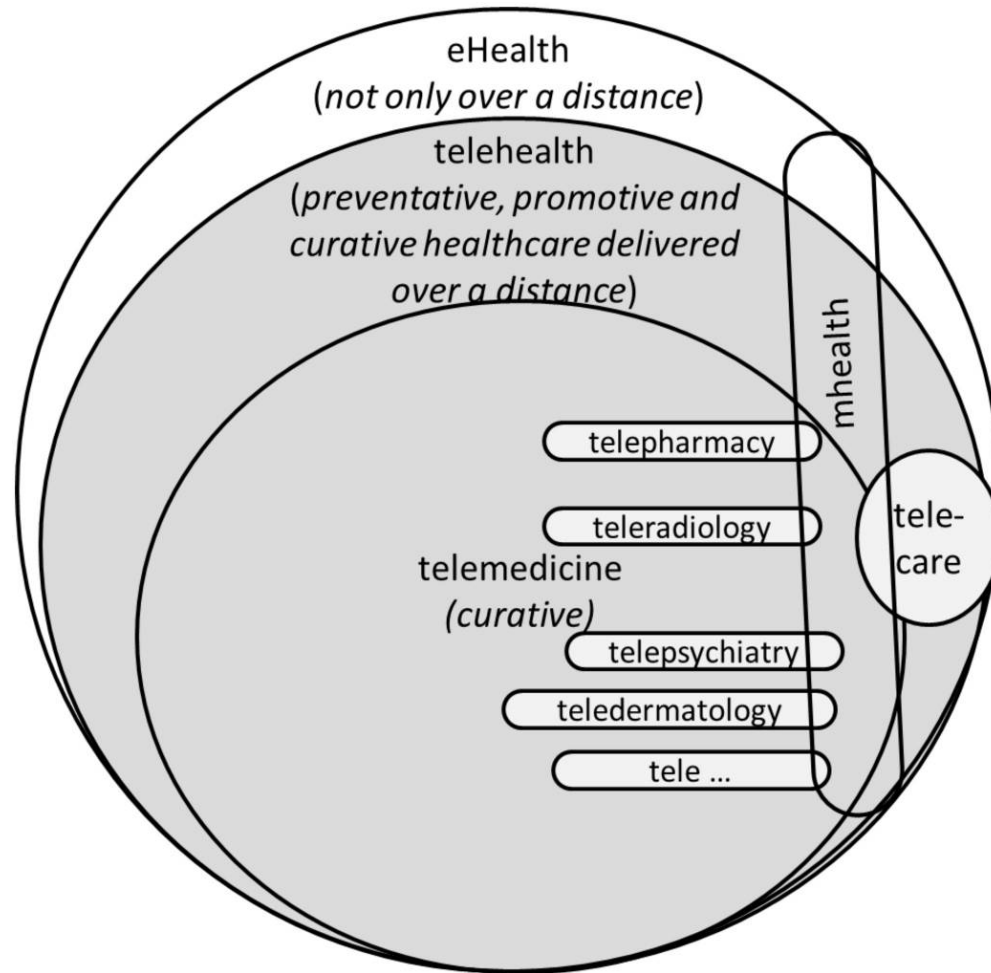 eHealth
(not only over a distance)
telehealth
(preventative, promotive and
curative healthcare delivered
over a distance)
mhealth
telepharmacy
tele-
care
teleradiology
telemedicine
(curative)
telepsychiatry
teledermatology
tele ...